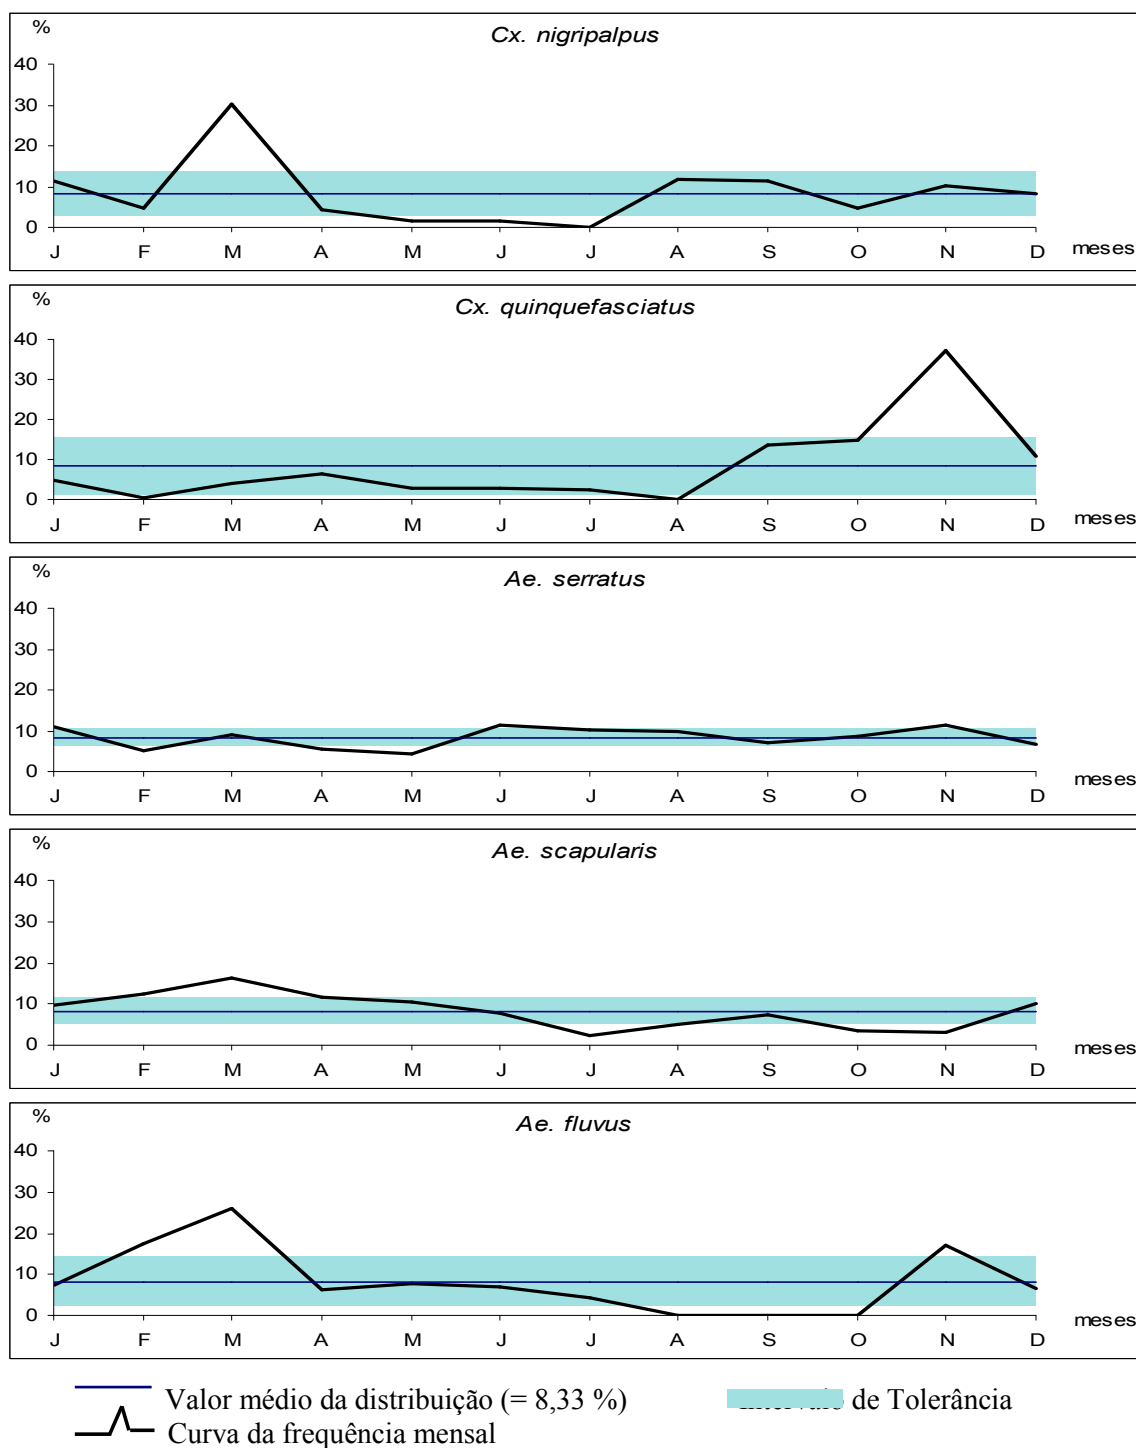 %
Cx. nigripalpus
40
30
20
10
0
J F M A M J J A S O N D meses
%
Cx. quinquefasciatus
40
30
20
10
0
J F M A M J J A S O N D meses
%
Ae. serratus
40
30
20
10
0
J F M A M J J A S O N D meses
%
Ae. scapularis
40
30
20
10
0
J F M A M J J A S O N D meses
%
Ae. fluvus
40
30
20
10
0
J F M A M J J A S O N D meses
Valor médio da distribuição (= 8,33 %) de Tolerância
Curva da frequência mensal